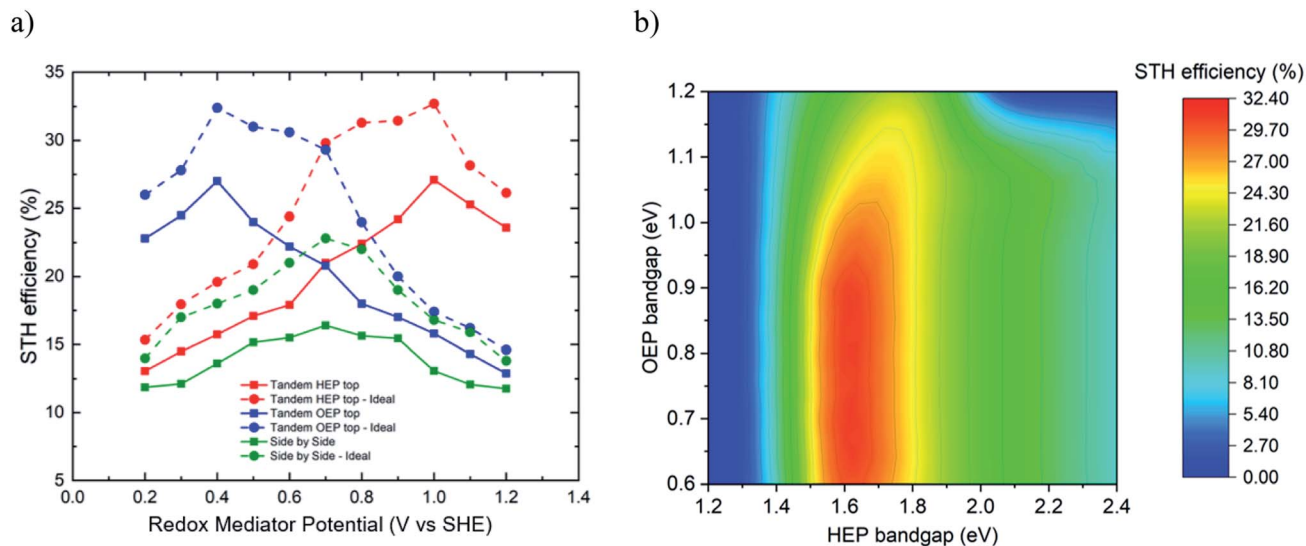 a)
STH efficiency (%)
35
30
25
20
15
10
5
0.0 0.2 0.4 0.6 0.8 1.0 1.2 1.4
Redox Mediator Potential (V vs SHE)
Tandem HEP top
Tandem HEP top - Ideal
Tandem OEP top
Tandem OEP top - Ideal
Side by Side
Side by Side - Ideal
b)
OEP bandgap (eV)
1.2
1.1
1.0
0.9
0.8
0.7
0.6
1.2 1.4 1.6 1.8 2.0 2.2 2.4
HEP bandgap (eV)
STH efficiency (%)
32.40
29.70
27.00
24.30
21.60
18.90
16.20
13.50
10.80
8.10
5.40
2.70
0.00